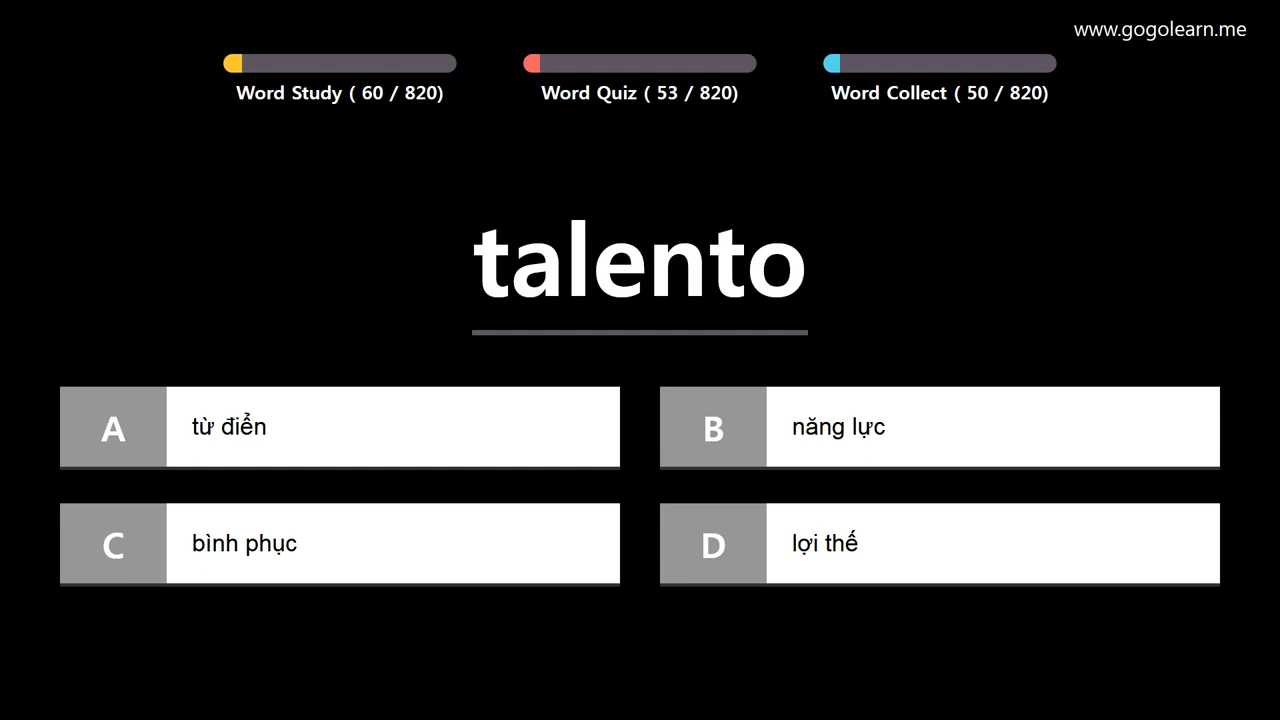 www.gogolearn.me
Word Study ( 60 / 820)
Word Quiz ( 53 / 820)
Word Collect ( 50 / 820)
talento
A
từ điển
B
năng lực
C
bình phục
D
lợi thế